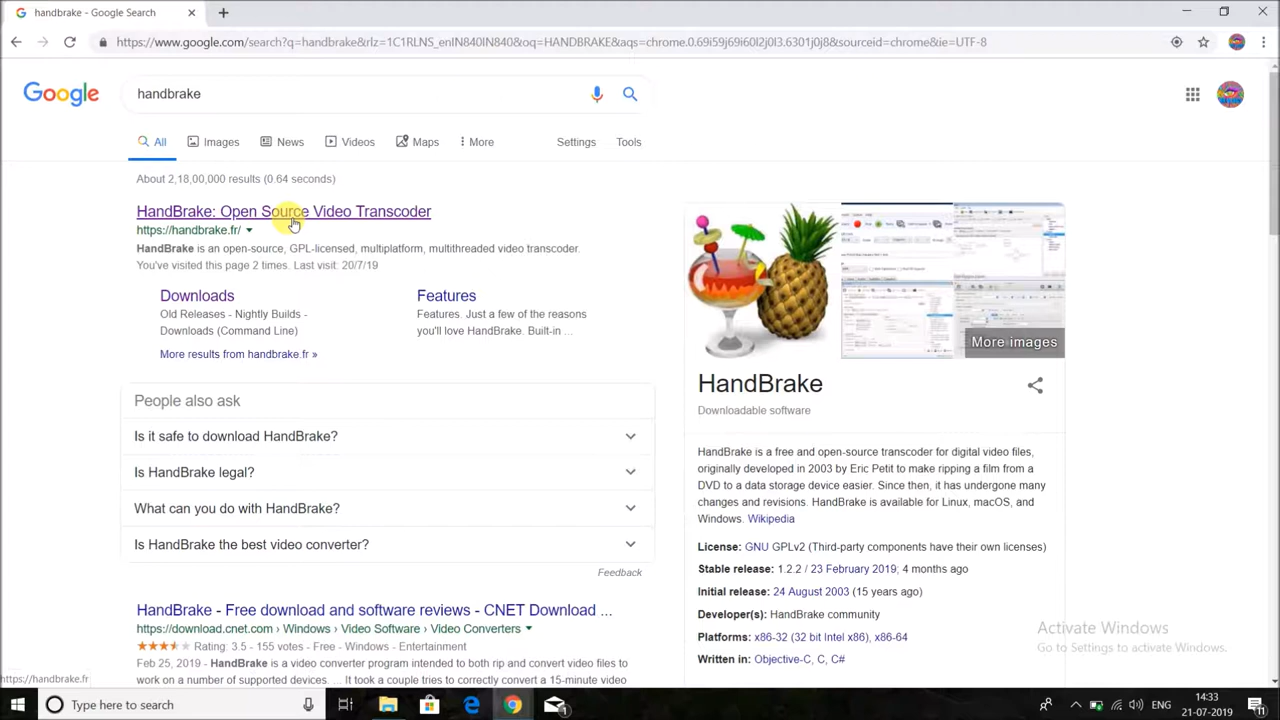 handbrake - Google Search
https://www.google.com/search?q=handbrake&rlz=1C1RLNS_enIN840IN840&oq=HANDBRAKE&aqs=chrome.0.69i59j69i60l2j0l3.6301j0j8&sourceid=chrome&ie=UTF-8
Google
handbrake
All Images News Videos Maps More Settings Tools
About 2,18,00,000 results (0.64 seconds)
HandBrake: Open Source Video Transcoder
https://handbrake.fr/
HandBrake is an open-source, GPL-licensed, multiplatform, multithreaded video transcoder.
You've visited this page 2 times. Last visit: 20/7/19
Downloads
Old Releases - Nightly Builds - ...
Downloads (Command Line)
More results from handbrake.fr »
Features
Features. Just a few of the reasons
you'll love HandBrake. Built-in ...
People also ask
Is it safe to download HandBrake?
Is HandBrake legal?
What can you do with HandBrake?
Is HandBrake the best video converter?
Feedback
HandBrake - Free download and software reviews - CNET Download ...
https://download.cnet.com › Windows › Video Software › Video Converters
Rating: 3.5 - 155 votes - Free - Windows - Entertainment
Feb 25, 2019 - HandBrake is a video converter program intended to both rip and convert video files to
work on a number of supported devices. ... It took a couple tries to correctly convert a 15-minute video
More images
HandBrake
Downloadable software
HandBrake is a free and open-source transcoder for digital video files,
originally developed in 2003 by Eric Petit to make ripping a film from a
DVD to a data storage device easier. Since then, it has undergone many
changes and revisions. HandBrake is available for Linux, macOS, and
Windows. Wikipedia
License: GNU GPLv2 (Third-party components have their own licenses)
Stable release: 1.2.2 / 23 February 2019; 4 months ago
Initial release: 24 August 2003 (15 years ago)
Developer(s): HandBrake community
Platforms: x86-32 (32 bit Intel x86), x86-64
Written in: Objective-C, C, C#
Activate Windows
Go to Settings to activate Windows.
https://handbrake.fr
Type here to search
ENG
14:33
21-07-2019